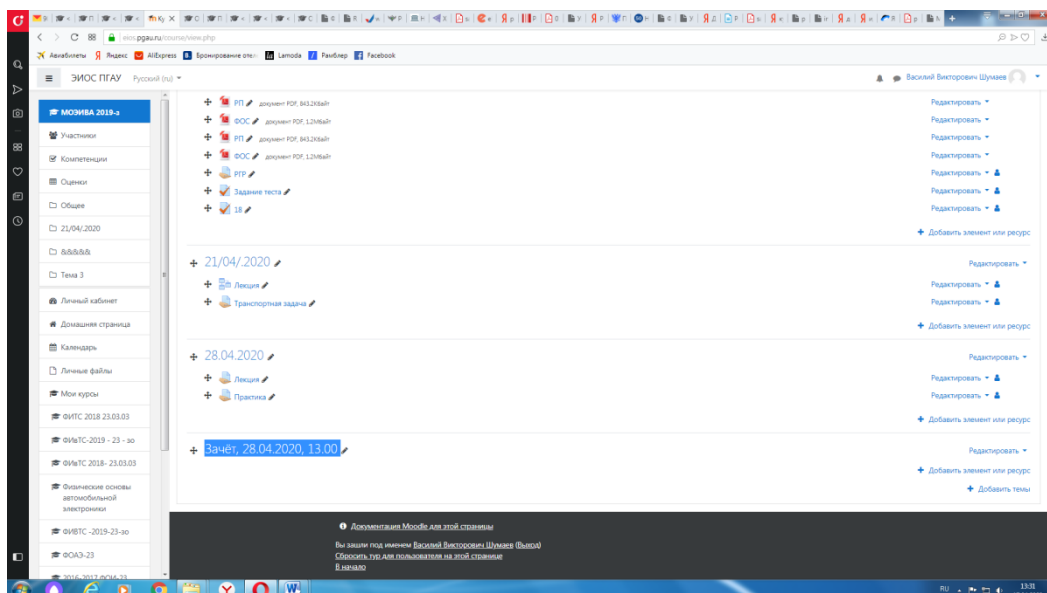 eios.pgau.ru/course/view.php
Авиабилеты Яндекс AliExpress Бронирование отел Lamoda Рамблер Facebook
ЭИОС ПГАУ Русский (ru)
Василий Викторович Шумаев
МОЭИВА 2019-з
Участники
Компетенции
Оценки
Общее
21/04/.2020
&&&&&
Тема 3
Личный кабинет
Домашняя страница
Календарь
Личные файлы
Мои курсы
ФИТС 2018 23.03.03
ФИвТС-2019 - 23 - зо
ФИвТС 2018- 23.03.03
Физические основы
автомобильной
электроники
ФИВТС -2019-23-зо
ФОАЭ-23
2016-2017 ФОИ-23
РП документ PDF, 843.2Кбайт Редактировать
ФОС документ PDF, 1.2Мбайт Редактировать
РП документ PDF, 843.2Кбайт Редактировать
ФОС документ PDF, 1.2Мбайт Редактировать
РГР Редактировать
Задание теста Редактировать
18 Редактировать
Добавить элемент или ресурс
21/04/.2020 Редактировать
Лекция Редактировать
Транспортная задача Редактировать
Добавить элемент или ресурс
28.04.2020 Редактировать
Лекция Редактировать
Практика Редактировать
Добавить элемент или ресурс
Зачёт, 28.04.2020, 13.00 Редактировать
Добавить элемент или ресурс
Добавить темы
Документация Moodle для этой страницы
Вы зашли под именем Василий Викторович Шумаев (Выход)
Сбросить тур для пользователя на этой странице
В начало
RU 13:31